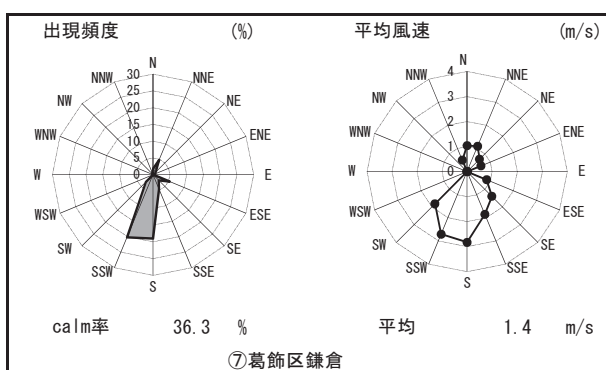 出現頻度 (%)
N
NNE
NE
ENE
E
ESE
SE
SSE
S
SSW
SW
WSW
W
WNW
NW
NNW
30
25
20
15
10
5
0
calm率 36.3 %
平均風速 (m/s)
N
NNE
NE
ENE
E
ESE
SE
SSE
S
SSW
SW
WSW
W
WNW
NW
NNW
4
3
2
1
0
平均 1.4 m/s
⑦葛飾区鎌倉